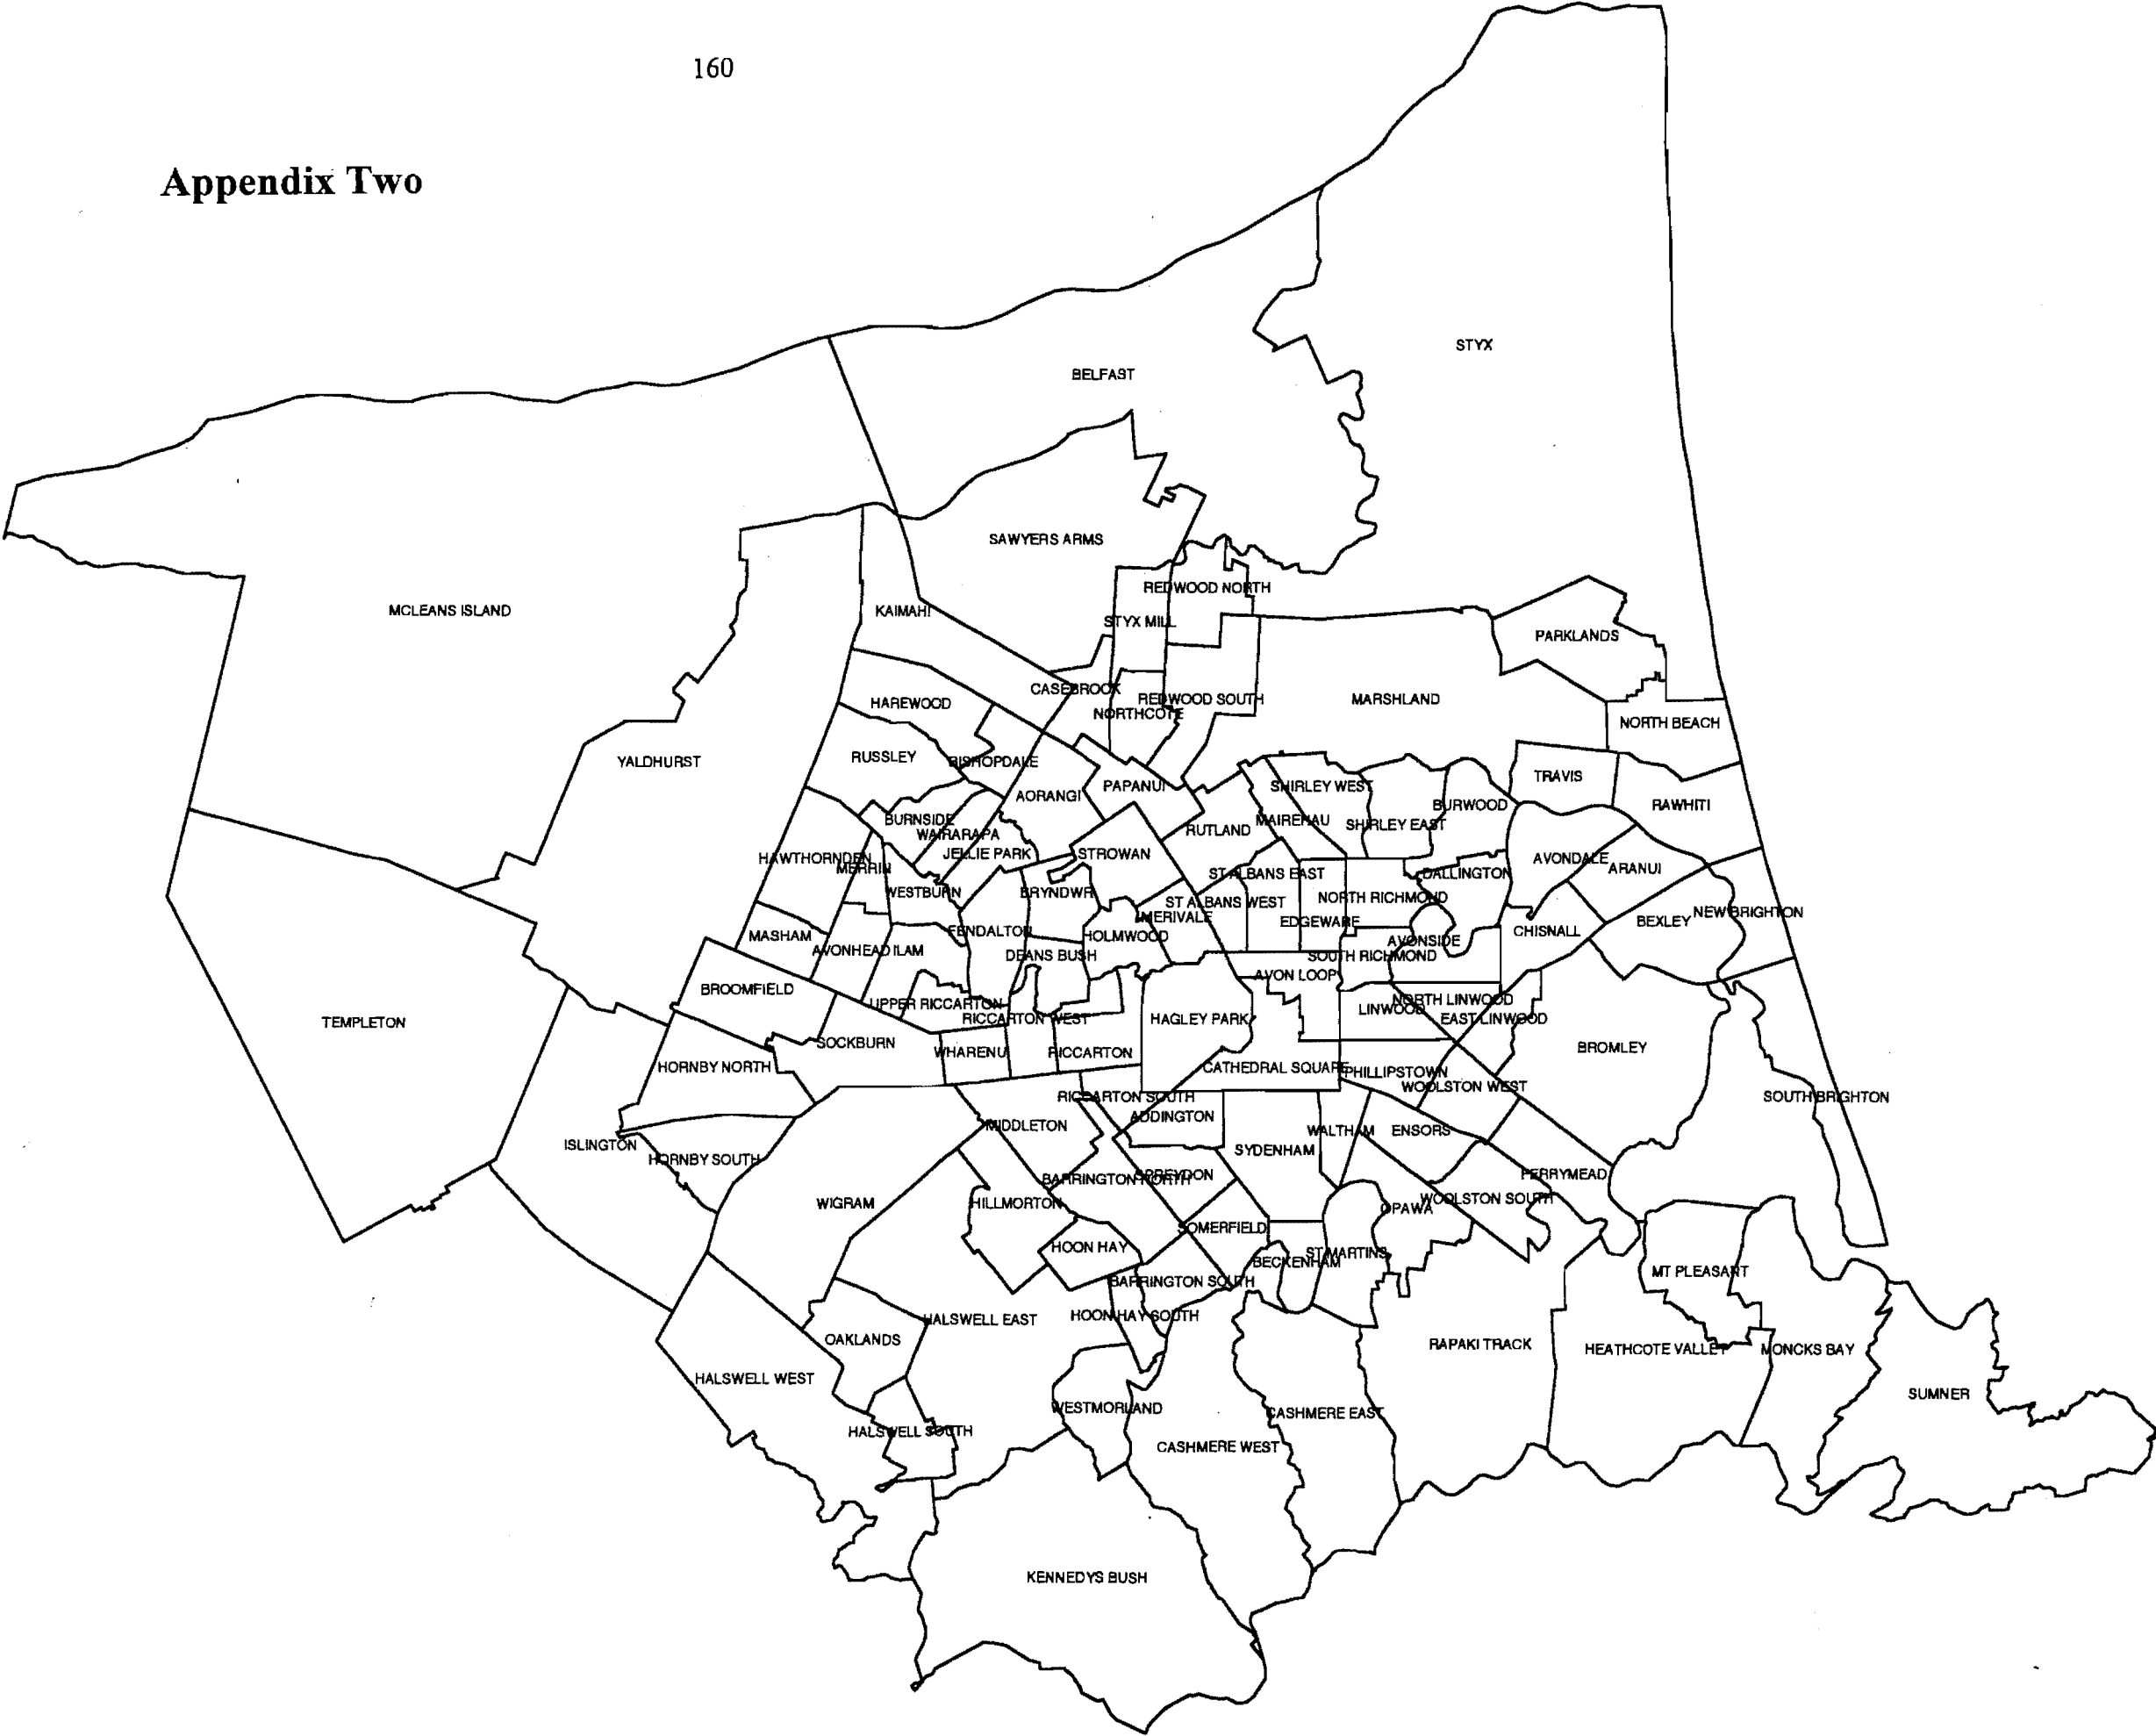 160
Appendix Two
STYX
BELFAST
SAWYERS ARMS
REDWOOD NORTH
MCLEANS ISLAND
KAIMAHI
STYX MILL
PARKLANDS
CASEBROOK
HAREWOOD
REDWOOD SOUTH
MARSHLAND
NORTHCOTE
NORTH BEACH
YALDHURST
RUSSLEY
BISHOPDALE
TRAVIS
AORANGI
PAPANUI
SHIRLEY WEST
BURWOOD
RAWHITI
BURNSIDE
WAIRARAPA
RUTLAND
MAIREHAU
SHIRLEY EAST
JELLIE PARK
STROWAN
HAWTHORNDEN
MERRIN
AVONDALE
ARANUI
ST ALBANS EAST
DALLINGTON
WESTBURN
BRYNDWR
NORTH RICHMOND
ST ALBANS WEST
MERIVALE
EDGEWARE
NEW BRIGHTON
BEXLEY
MASHAM
FENDALTON
HOLMWOOD
CHISNALL
AVONSIDE
AVONHEAD
ILAM
DEANS BUSH
SOUTH RICHMOND
AVON LOOP
BROOMFIELD
UPPER RICCARTON
NORTH LINWOOD
LINWOOD
TEMPLETON
RICCARTON WEST
HAGLEY PARK
EAST LINWOOD
SOCKBURN
WHARENU
RICCARTON
BROMLEY
HORNBY NORTH
CATHEDRAL SQUARE
PHILLIPSTOWN
WOOLSTON WEST
RICCARTON SOUTH
SOUTH BRIGHTON
ADDINGTON
MIDDLETON
WALTHAM
ENSORS
ISLINGTON
HORNBY SOUTH
SYDENHAM
BARRINGTON NORTH
SPREYDON
FERRYMEAD
WIGRAM
HILLMORTON
WOOLSTON SOUTH
OPAWA
SOMERFIELD
HOON HAY
ST MARTINS
BECKENHAM
BARRINGTON SOUTH
MT PLEASANT
HALSWELL EAST
HOON HAY SOUTH
OAKLANDS
RAPAKI TRACK
HEATHCOTE VALLEY
MONCKS BAY
HALSWELL WEST
SUMNER
WESTMORLAND
CASHMERE EAST
HALSWELL SOUTH
CASHMERE WEST
KENNEDYS BUSH